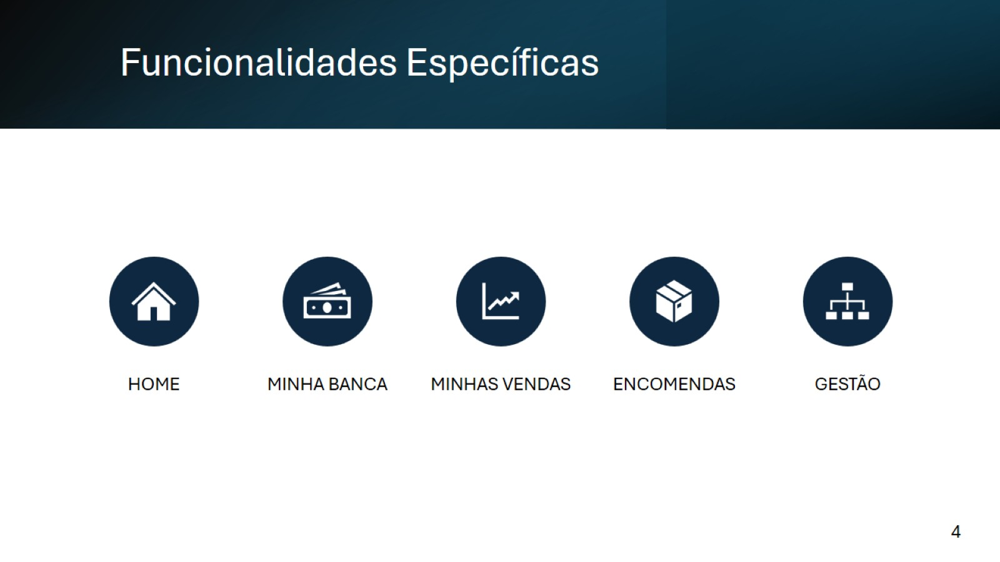 Funcionalidades Específicas
HOME
MINHA BANCA
MINHAS VENDAS
ENCOMENDAS
GESTÃO
4